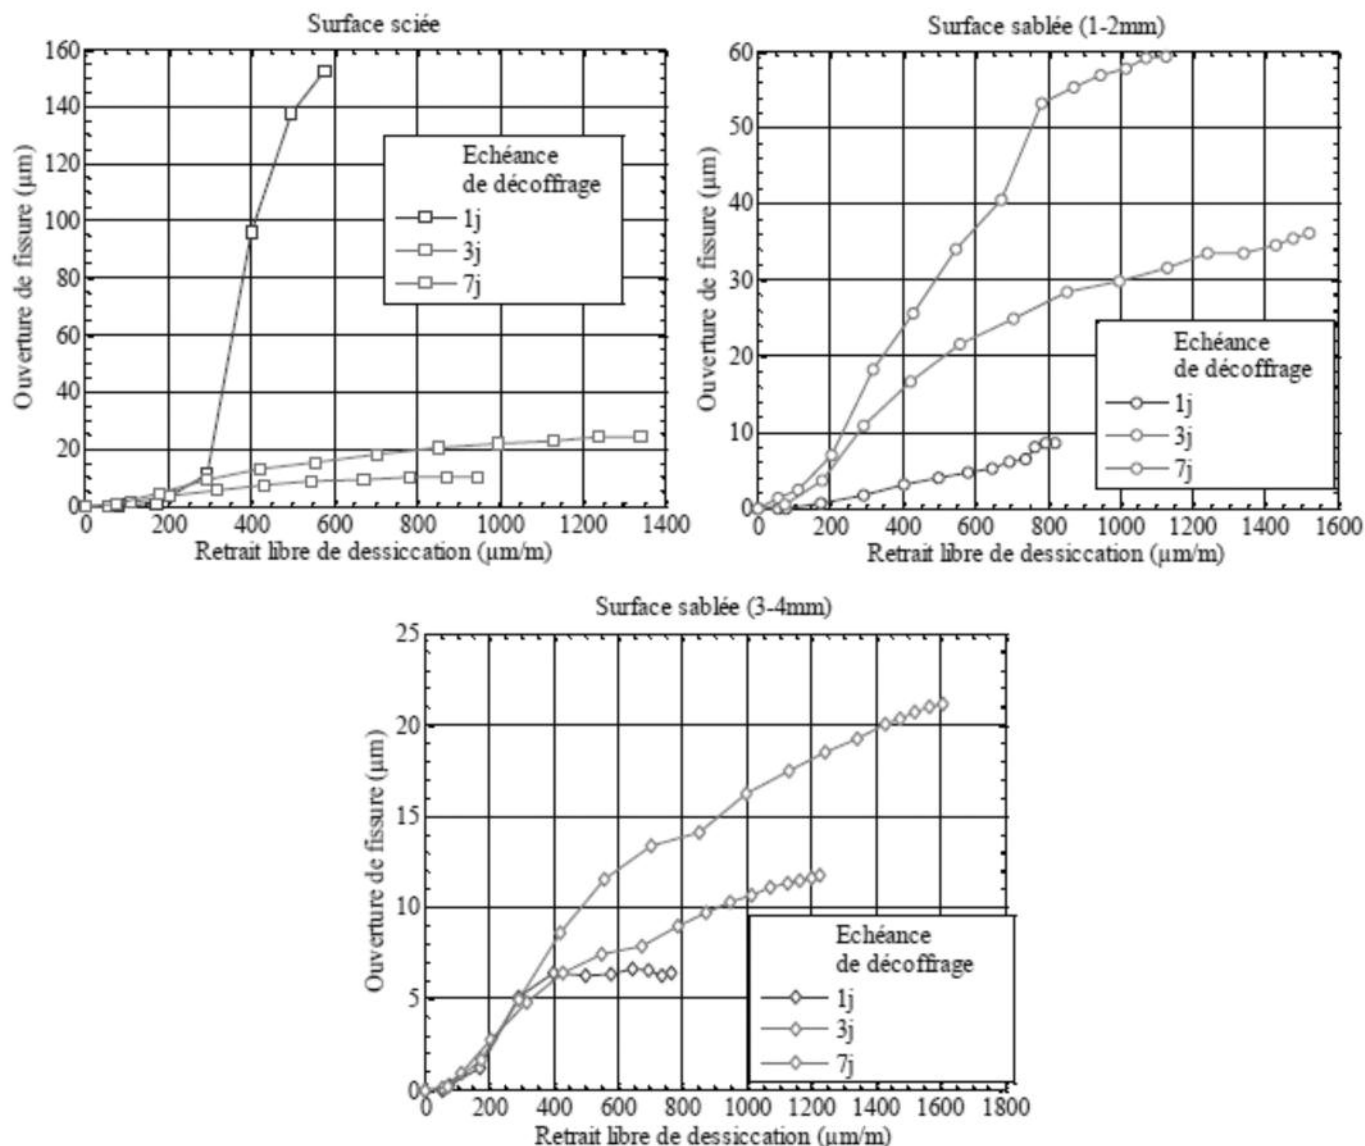 Surface sciée
160
140
120
100
80
60
40
20
0
Ouverture de fissure (µm)
Echéance
de décoffrage
1j
3j
7j
0 200 400 600 800 1000 1200 1400
Retrait libre de dessiccation (µm/m)
Surface sablée (1-2mm)
60
50
40
30
20
10
0
Ouverture de fissure (µm)
Echéance
de décoffrage
1j
3j
7j
0 200 400 600 800 1000 1200 1400 1600
Retrait libre de dessiccation (µm/m)
Surface sablée (3-4mm)
25
20
15
10
5
0
Ouverture de fissure (µm)
Echéance
de décoffrage
1j
3j
7j
0 200 400 600 800 1000 1200 1400 1600 1800
Retrait libre de dessiccation (µm/m)